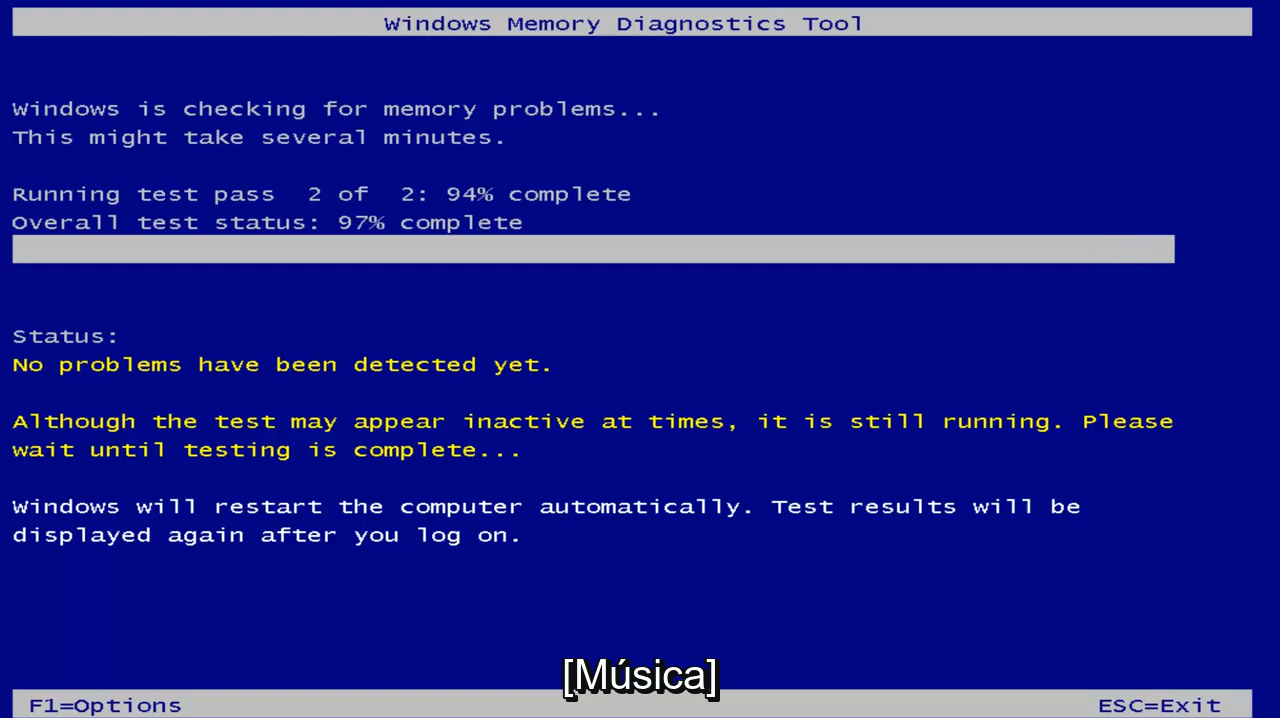 Windows Memory Diagnostics Tool
Windows is checking for memory problems...
This might take several minutes.
Running test pass  2 of  2: 94% complete
Overall test status: 97% complete
Status:
No problems have been detected yet.
Although the test may appear inactive at times, it is still running. Please
wait until testing is complete...
Windows will restart the computer automatically. Test results will be
displayed again after you log on.
[Música]
F1=Options ESC=Exit